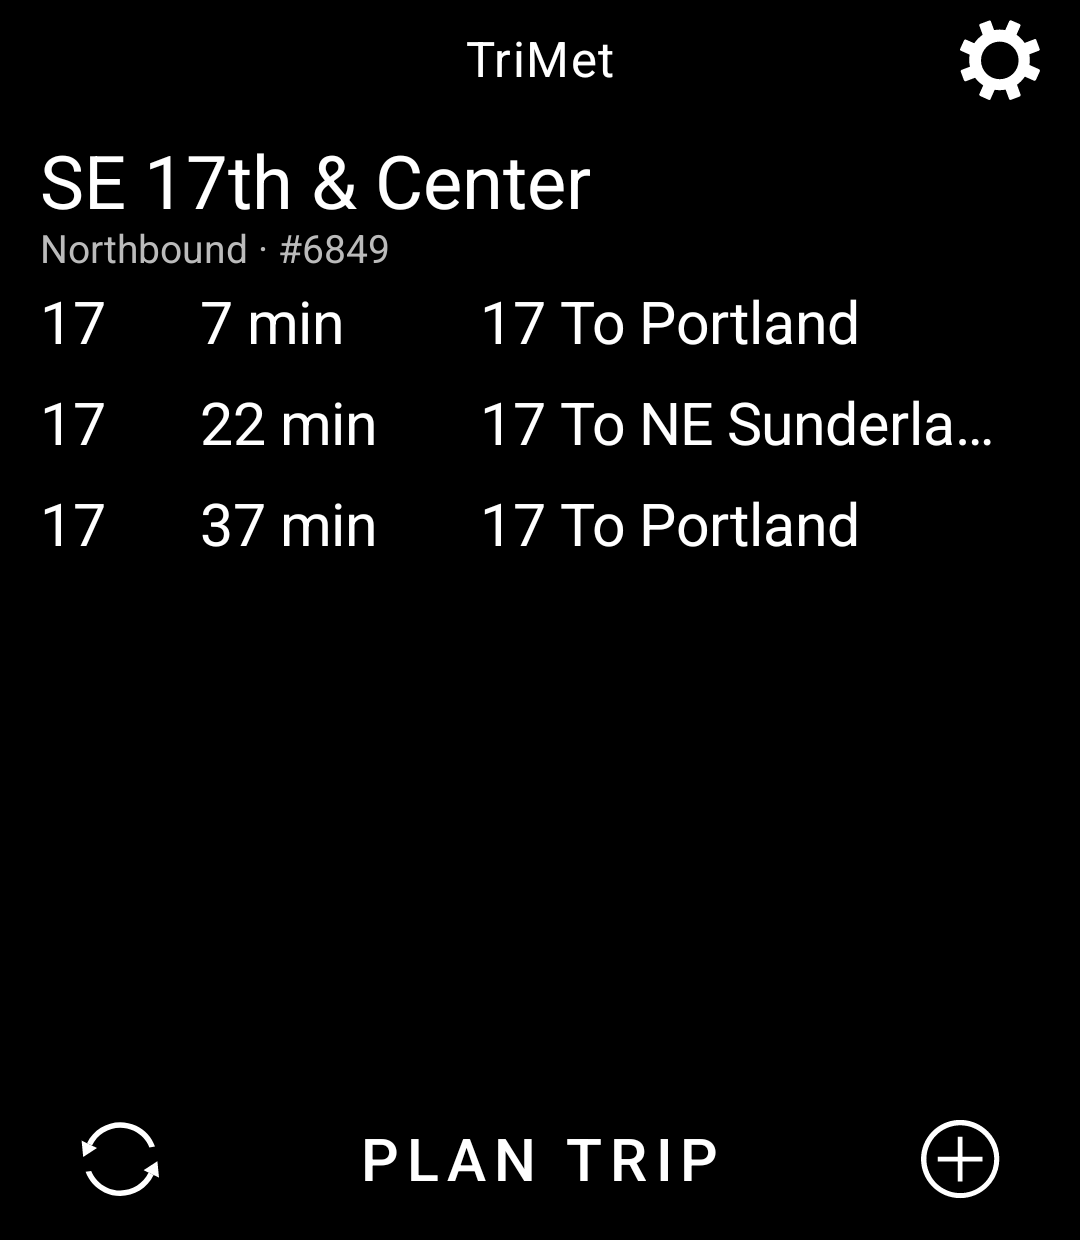 TriMet
SE 17th & Center
Northbound · #6849
17 7 min 17 To Portland
17 22 min 17 To NE Sunderla...
17 37 min 17 To Portland
PLAN TRIP